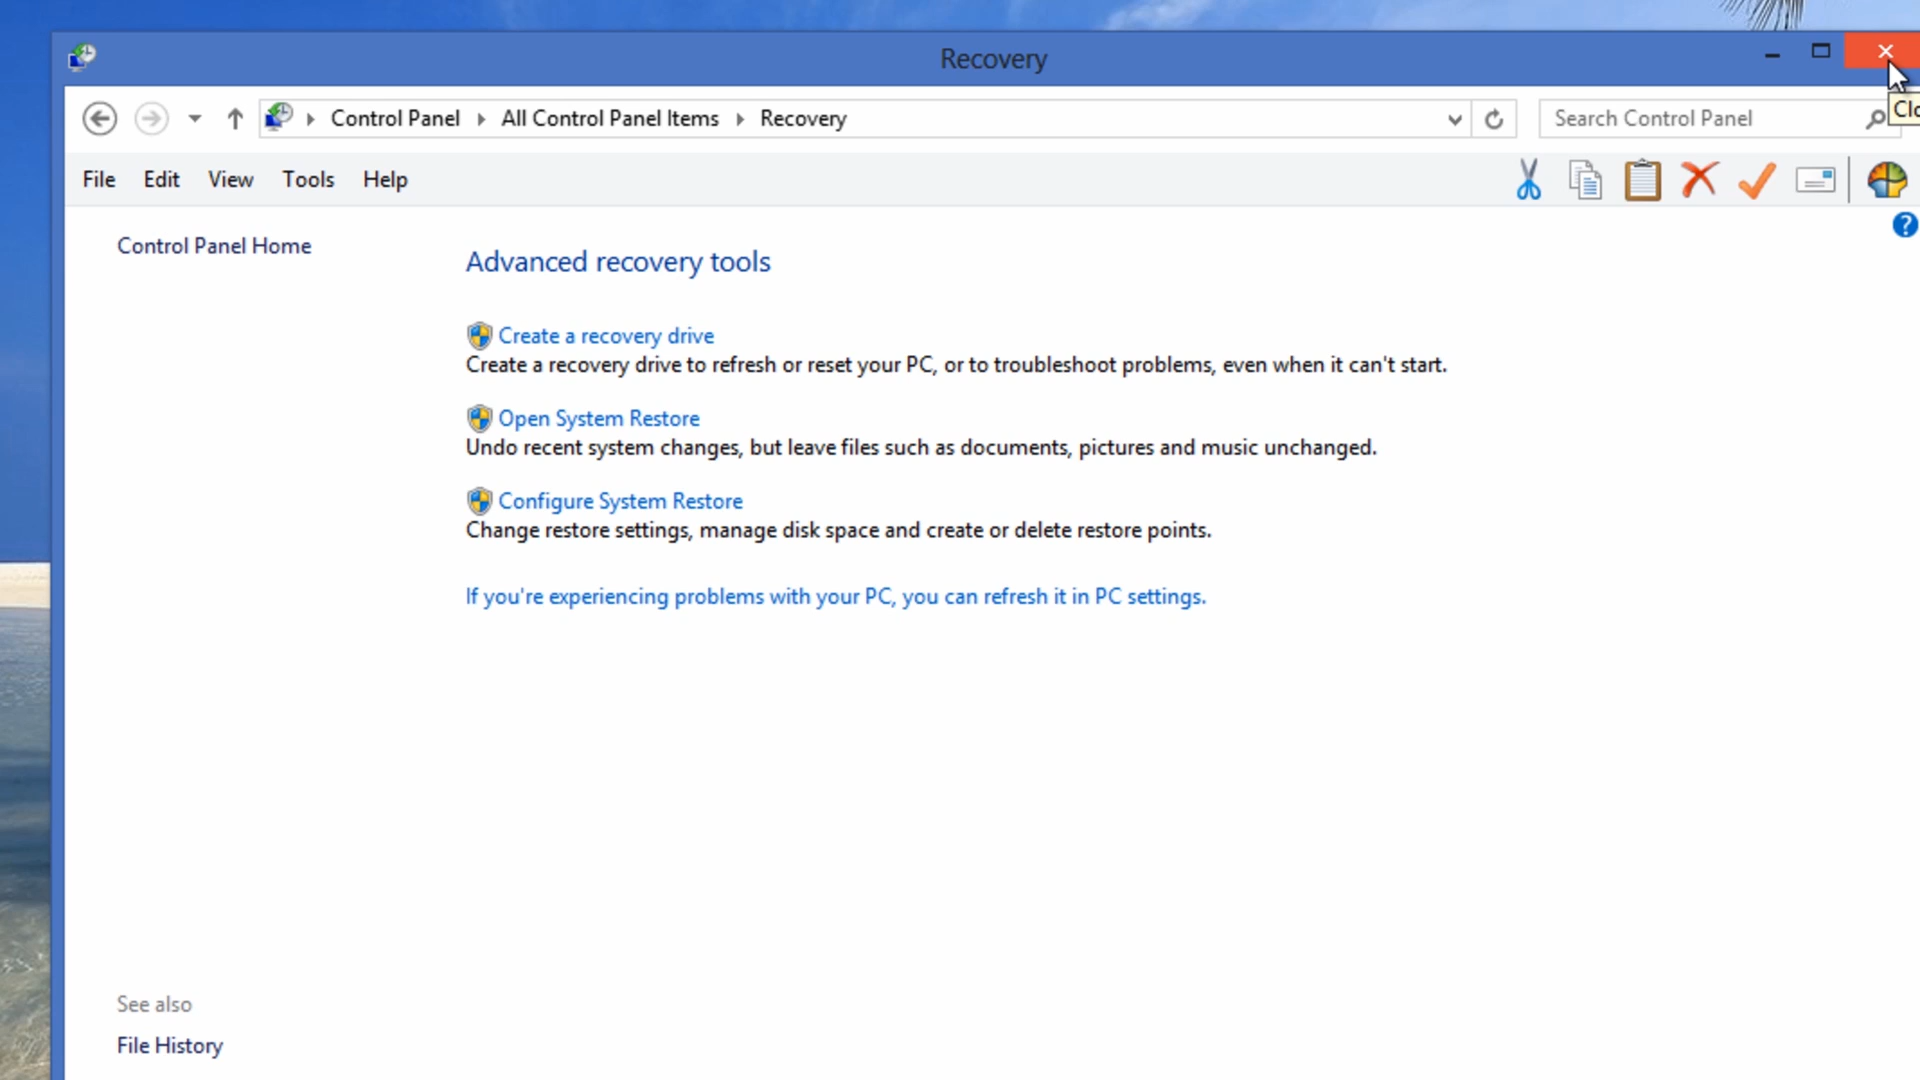 Recovery
Control Panel All Control Panel Items Recovery
Search Control Panel
File Edit View Tools Help
Control Panel Home
Advanced recovery tools
Create a recovery drive
Create a recovery drive to refresh or reset your PC, or to troubleshoot problems, even when it can't start.
Open System Restore
Undo recent system changes, but leave files such as documents, pictures and music unchanged.
Configure System Restore
Change restore settings, manage disk space and create or delete restore points.
If you're experiencing problems with your PC, you can refresh it in PC settings.
See also
File History